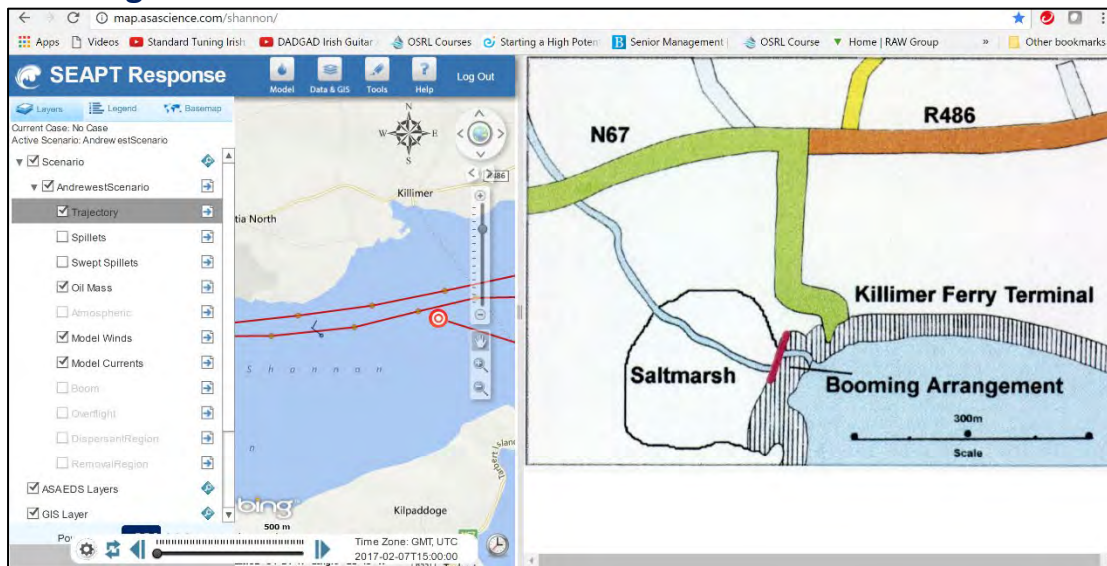 map.asascience.com/shannon/
Apps Videos Standard Tuning Irish DADGAD Irish Guitar OSRL Courses Starting a High Poten Senior Management OSRL Course Home | RAW Group » Other bookmarks
SEAPT Response
Model Data & GIS Tools Help Log Out
Layers Legend Basemap
Current Case: No Case
Active Scenario: AndrewestScenario
Scenario
AndrewestScenario
Trajectory
Spillets
Swept Spillets
Oil Mass
Atmospheric
Model Winds
Model Currents
Boom
Overflight
DispersantRegion
RemovalRegion
ASAEDS Layers
GIS Layer
N
W E
S
Killimer
tia North
S h a n n o n
Kilpaddoge
bing
500 m
Time Zone: GMT, UTC
2017-02-07T15:00:00
N67
R486
Killimer Ferry Terminal
Saltmarsh
Booming Arrangement
300m
Scale